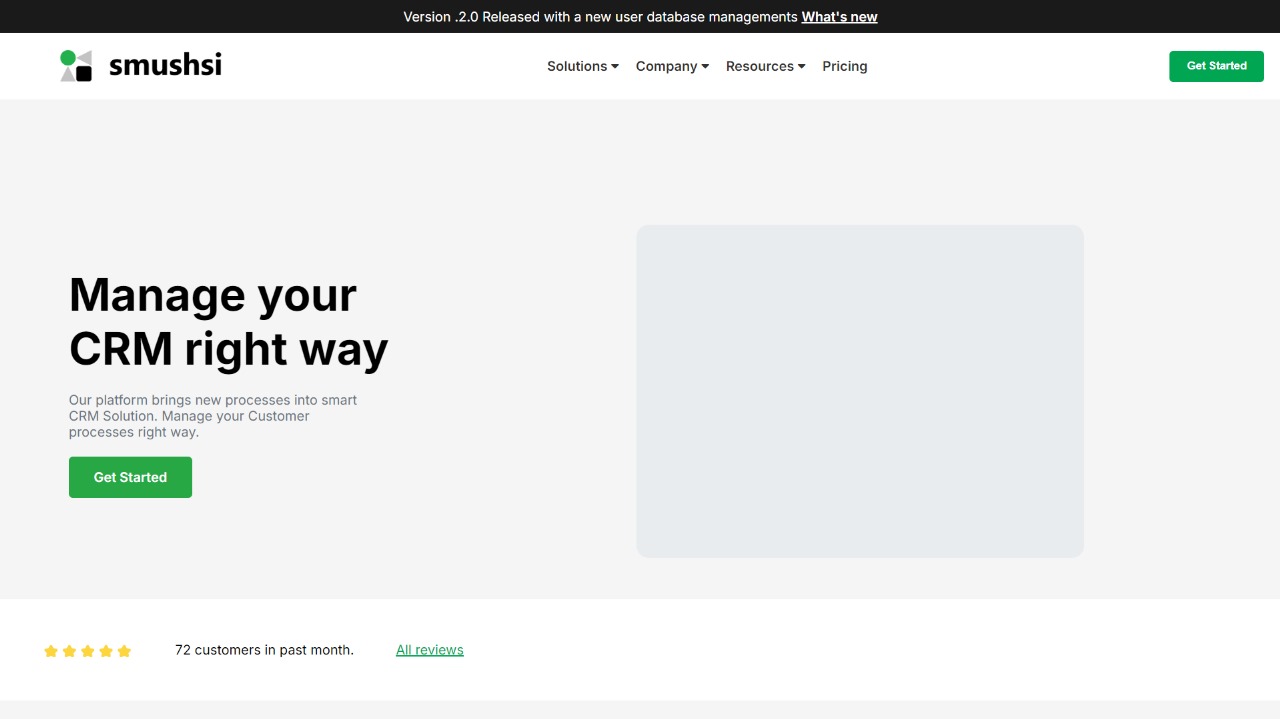 Version .2.0 Released with a new user database managements What's new
smushsi
Solutions
Company
Resources
Pricing
Get Started
Manage your
CRM right way
Our platform brings new processes into smart
CRM Solution. Manage your Customer
processes right way.
Get Started
72 customers in past month.
All reviews